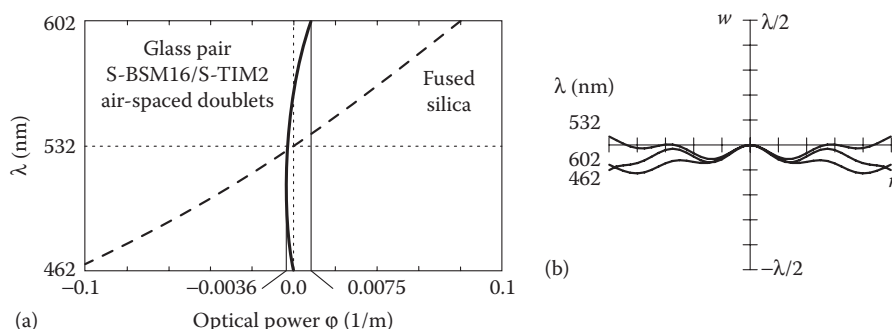 602
Glass pair
S-BSM16/S-TIM2
air-spaced doublets
Fused
silica
λ (nm)
532
462
−0.1
−0.0036
0.0
0.0075
0.1
(a)
Optical power φ (1/m)
w
λ/2
λ (nm)
532
602
462
r
(b)
−λ/2